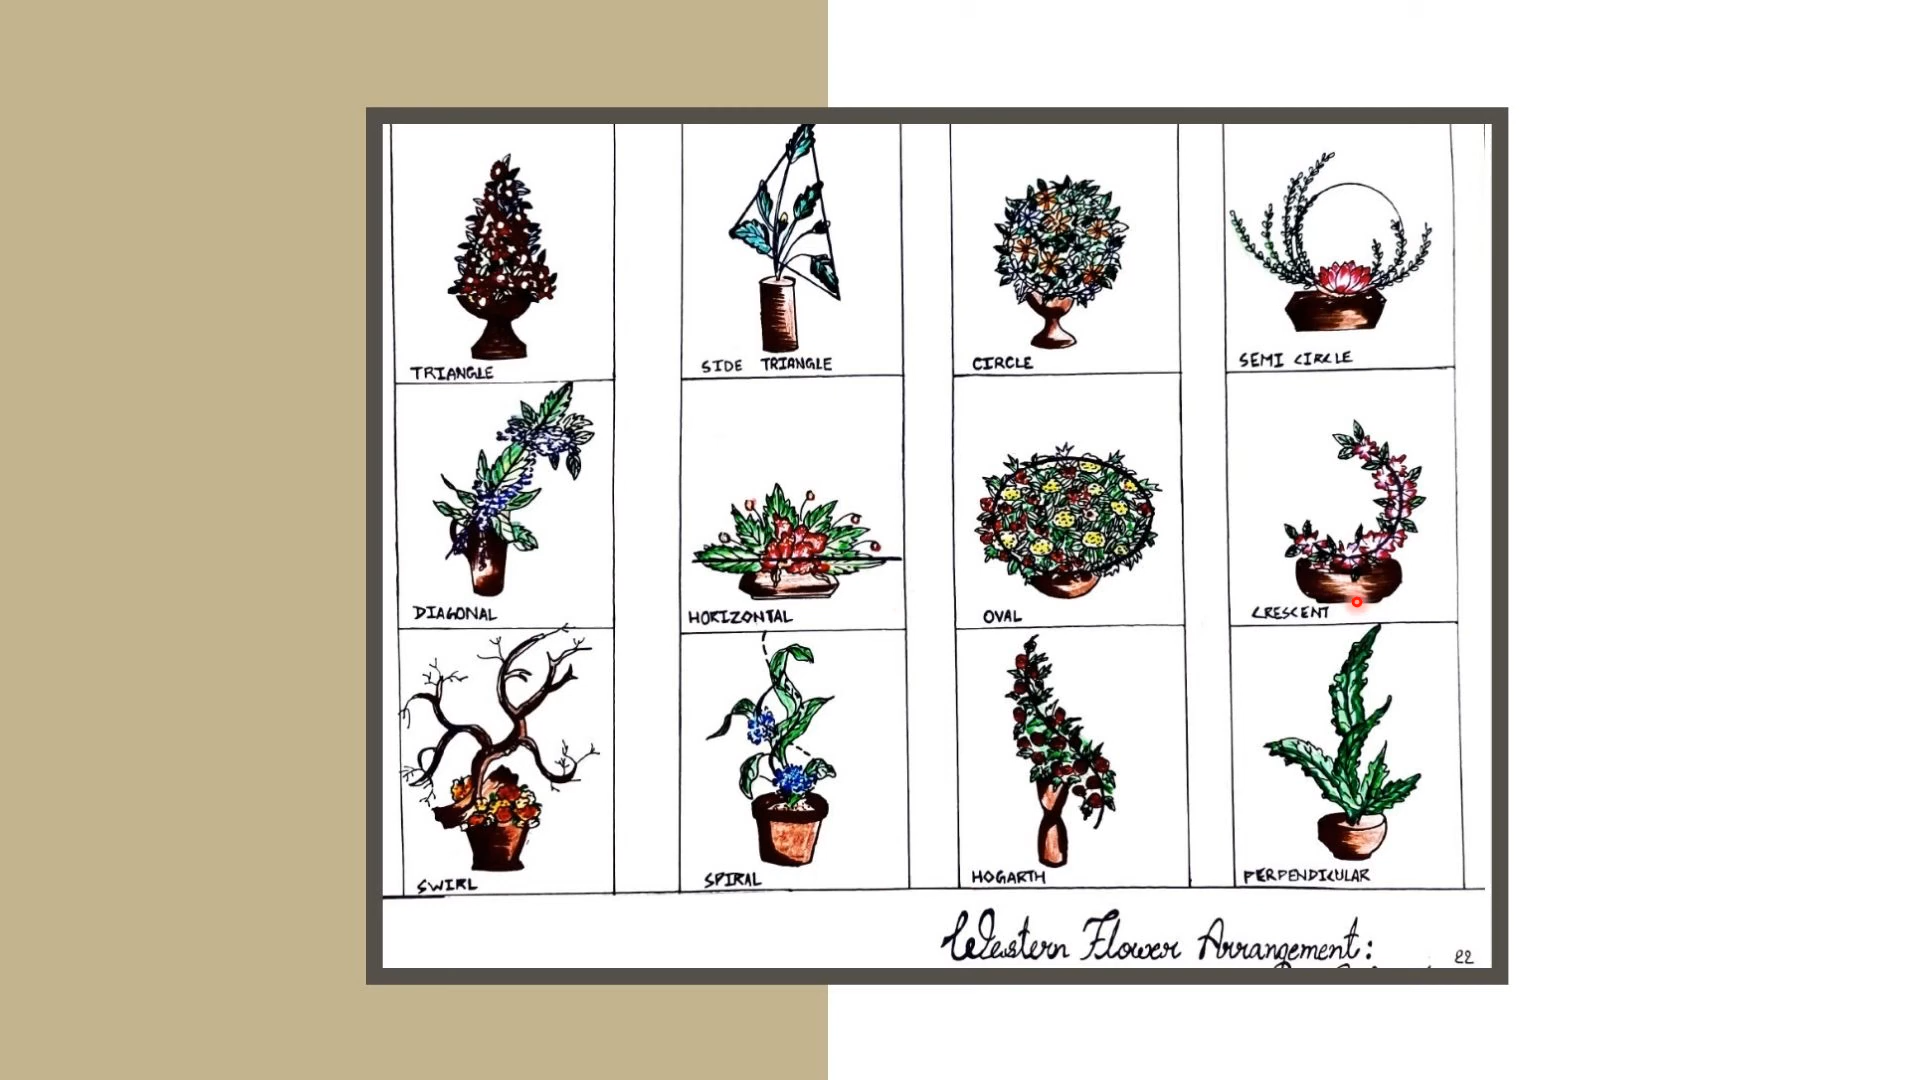 TRIANGLE
SIDE TRIANGLE
CIRCLE
SEMI CIRCLE
DIAGONAL
HORIZONTAL
OVAL
CRESCENT
SWIRL
SPIRAL
HOGARTH
PERPENDICULAR
Western Flower Arrangement:
22